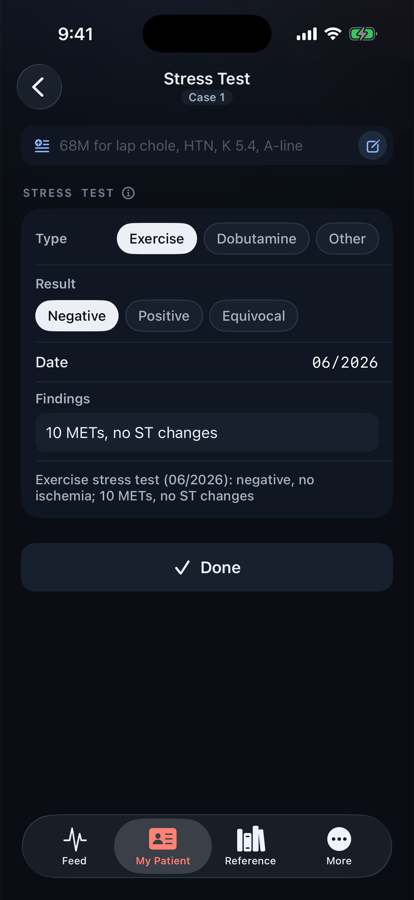 9:41
Stress Test
Case 1
68M for lap chole, HTN, K 5.4, A-line
STRESS TEST
Type
Exercise
Dobutamine
Other
Result
Negative
Positive
Equivocal
Date
06/2026
Findings
10 METs, no ST changes
Exercise stress test (06/2026): negative, no
ischemia; 10 METs, no ST changes
Done
Feed
My Patient
Reference
More